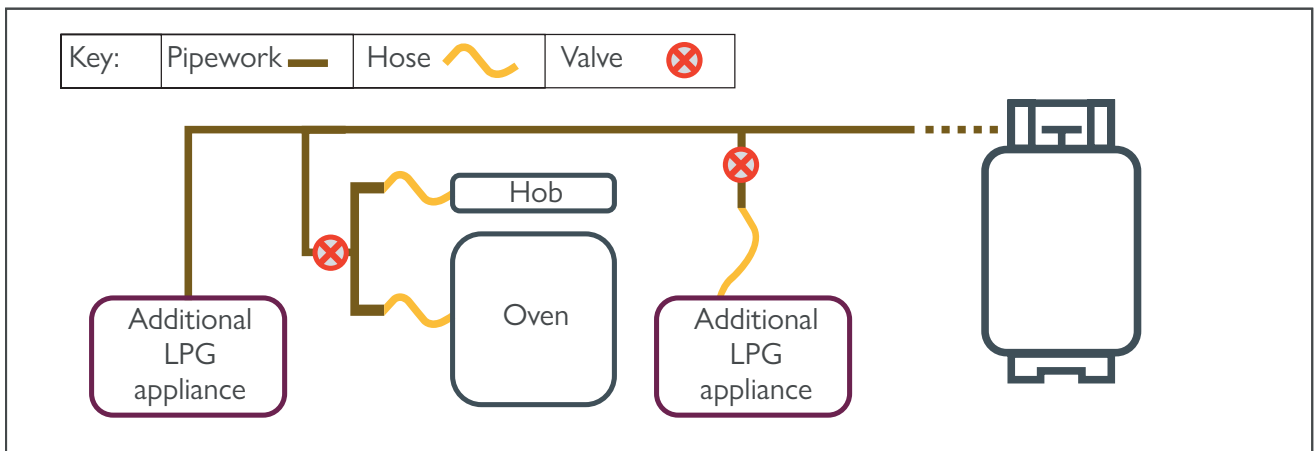 Key: Pipework Hose Valve
Hob
Oven
Additional
LPG
appliance
Additional
LPG
appliance